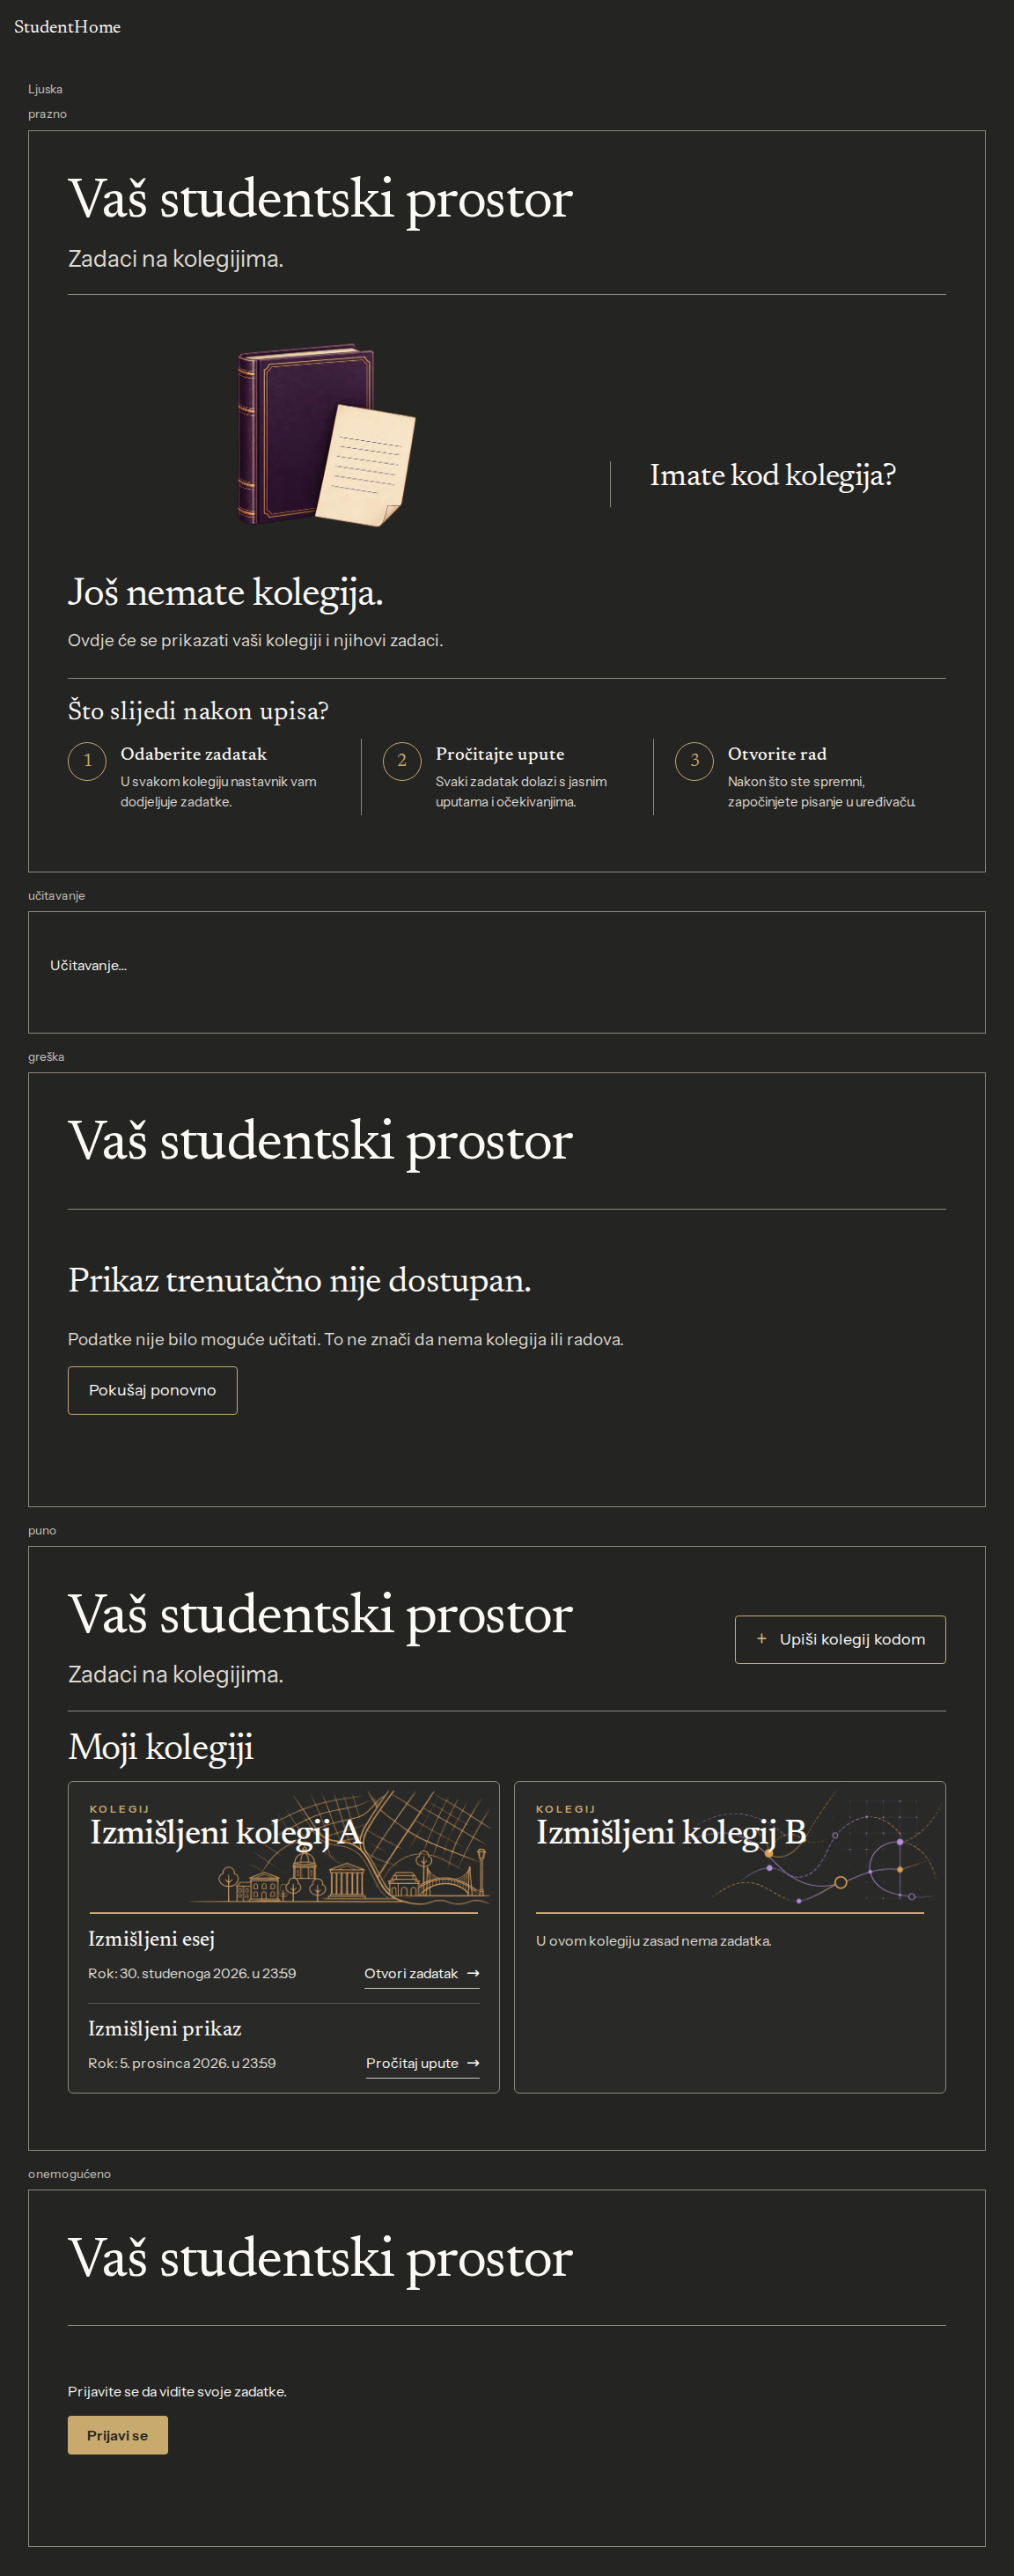 StudentHome
Ljuska
prazno
Vaš studentski prostor
Zadaci na kolegijima.
Imate kod kolegija?
Još nemate kolegija.
Ovdje će se prikazati vaši kolegiji i njihovi zadaci.
Što slijedi nakon upisa?
1
Odaberite zadatak
U svakom kolegiju nastavnik vam
dodjeljuje zadatke.
2
Pročitajte upute
Svaki zadatak dolazi s jasnim
uputama i očekivanjima.
3
Otvorite rad
Nakon što ste spremni,
započinjete pisanje u uređivaču.
učitavanje
Učitavanje…
greška
Vaš studentski prostor
Prikaz trenutačno nije dostupan.
Podatke nije bilo moguće učitati. To ne znači da nema kolegija ili radova.
Pokušaj ponovno
puno
Vaš studentski prostor
Zadaci na kolegijima.
+ Upiši kolegij kodom
Moji kolegiji
KOLEGIJ
Izmišljeni kolegij A
Izmišljeni esej
Rok: 30. studenoga 2026. u 23:59
Otvori zadatak →
Izmišljeni prikaz
Rok: 5. prosinca 2026. u 23:59
Pročitaj upute →
KOLEGIJ
Izmišljeni kolegij B
U ovom kolegiju zasad nema zadatka.
onemogućeno
Vaš studentski prostor
Prijavite se da vidite svoje zadatke.
Prijavi se